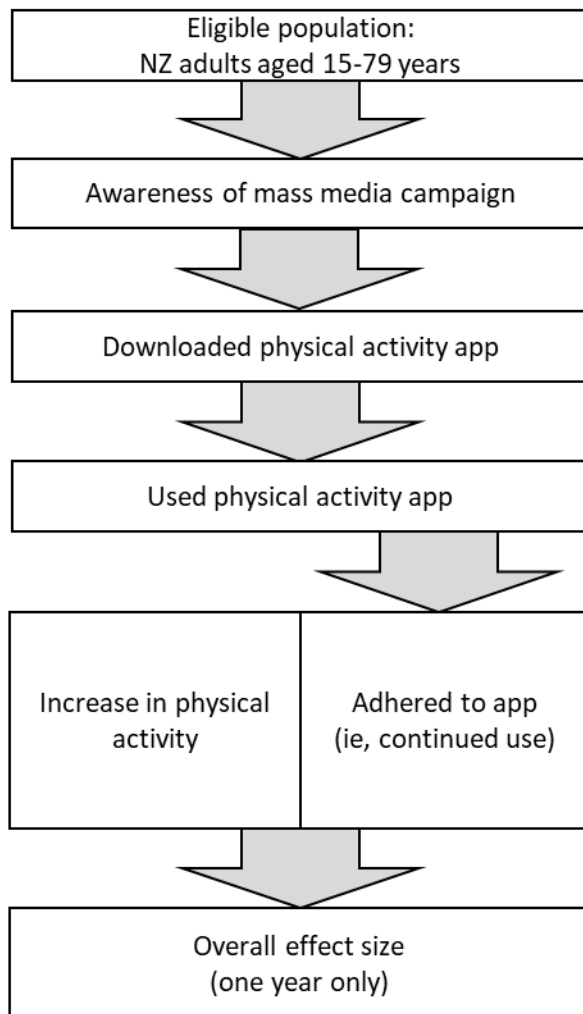 Eligible population:
NZ adults aged 15-79 years
Awareness of mass media campaign
Downloaded physical activity app
Used physical activity app
Increase in physical
activity
Adhered to app
(ie, continued use)
Overall effect size
(one year only)